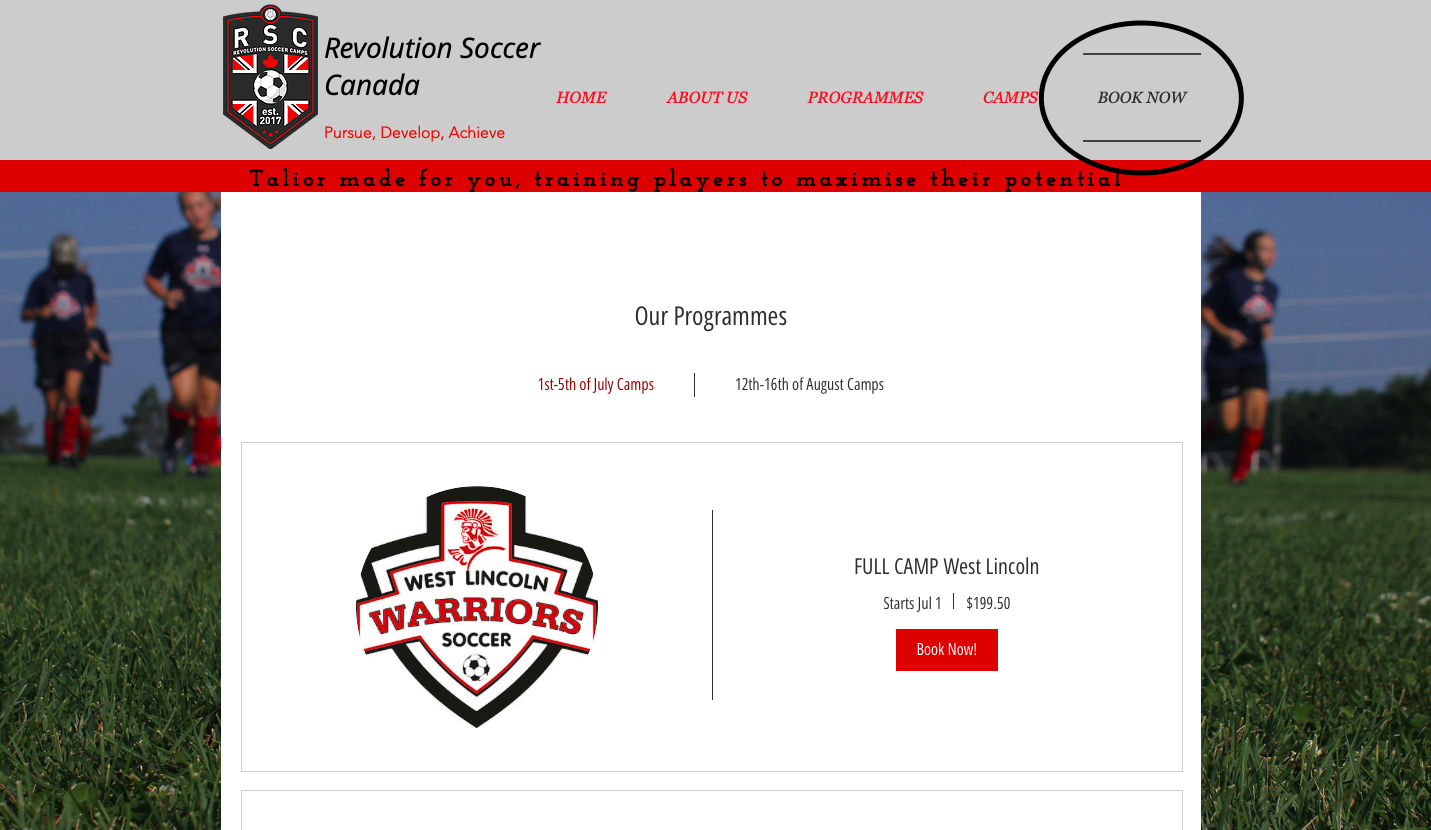 R S C
REVOLUTION SOCCER CAMPS
est.
2017
Revolution Soccer
Canada
Pursue, Develop, Achieve
HOME ABOUT US PROGRAMMES CAMPS BOOK NOW
Talior made for you, training players to maximise their potential
Our Programmes
1st-5th of July Camps 12th-16th of August Camps
WEST LINCOLN
WARRIORS
SOCCER
FULL CAMP West Lincoln
Starts Jul 1 $199.50
Book Now!